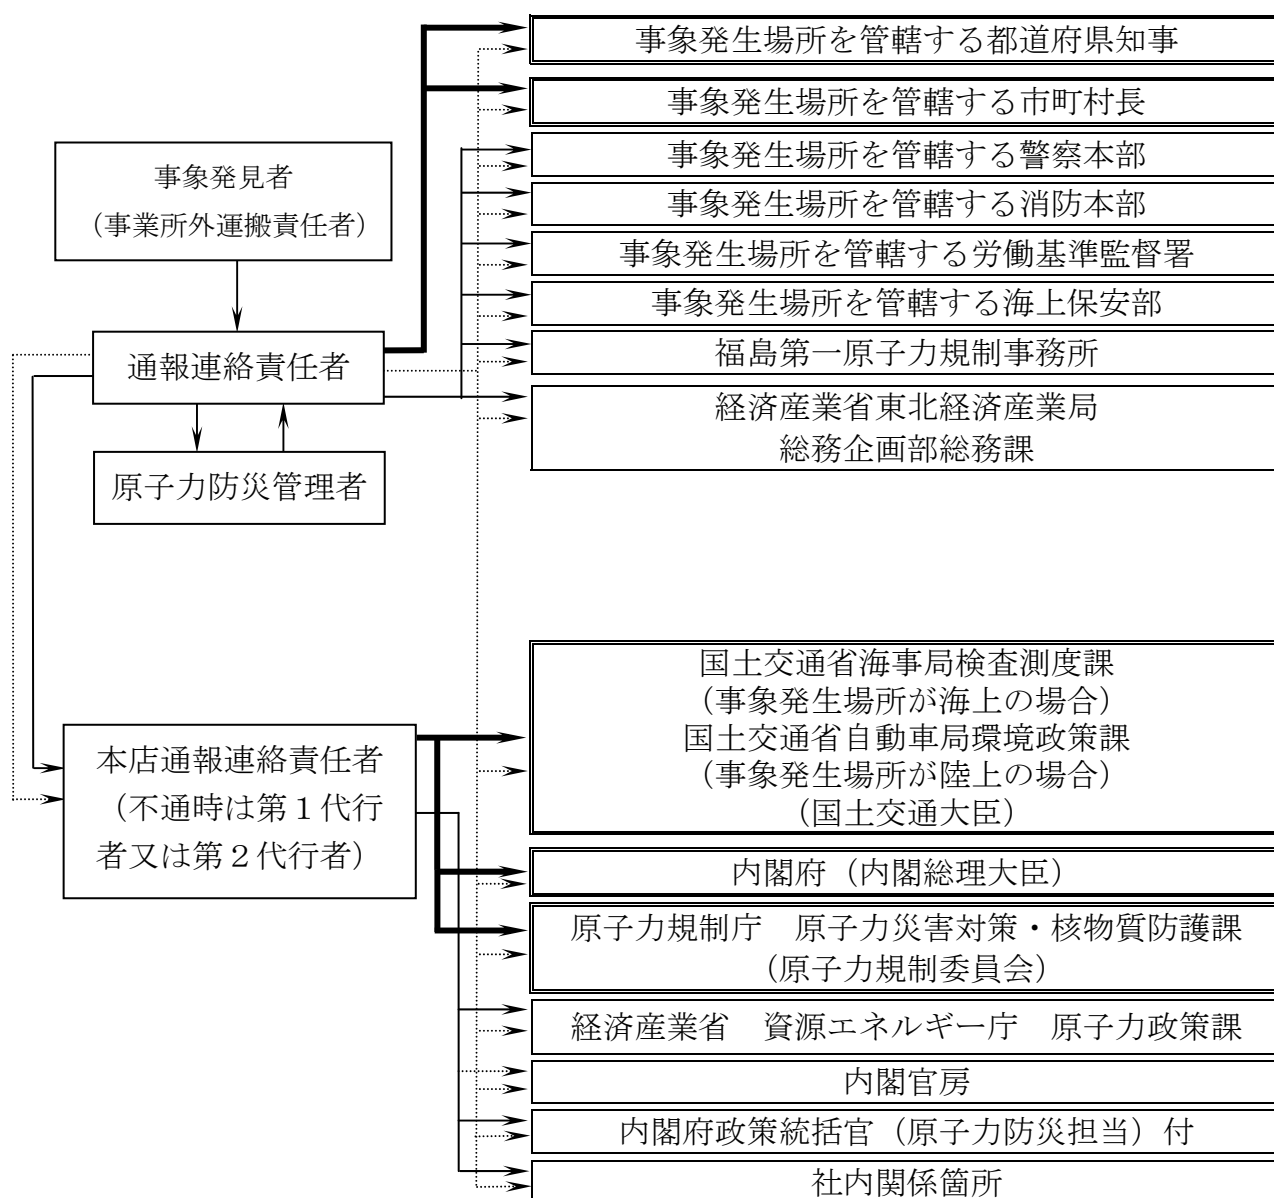 事象発生場所を管轄する都道府県知事
事象発生場所を管轄する市町村長
事象発生場所を管轄する警察本部
事象発生場所を管轄する消防本部
事象発生場所を管轄する労働基準監督署
事象発生場所を管轄する海上保安部
福島第一原子力規制事務所
経済産業省東北経済産業局
総務企画部総務課
事象発見者
（事業所外運搬責任者）
通報連絡責任者
原子力防災管理者
本店通報連絡責任者
（不通時は第１代行
者又は第２代行者）
国土交通省海事局検査測度課
（事象発生場所が海上の場合）
国土交通省自動車局環境政策課
（事象発生場所が陸上の場合）
（国土交通大臣）
内閣府（内閣総理大臣）
原子力規制庁　原子力災害対策・核物質防護課
（原子力規制委員会）
経済産業省　資源エネルギー庁　原子力政策課
内閣官房
内閣府政策統括官（原子力防災担当）付
社内関係箇所